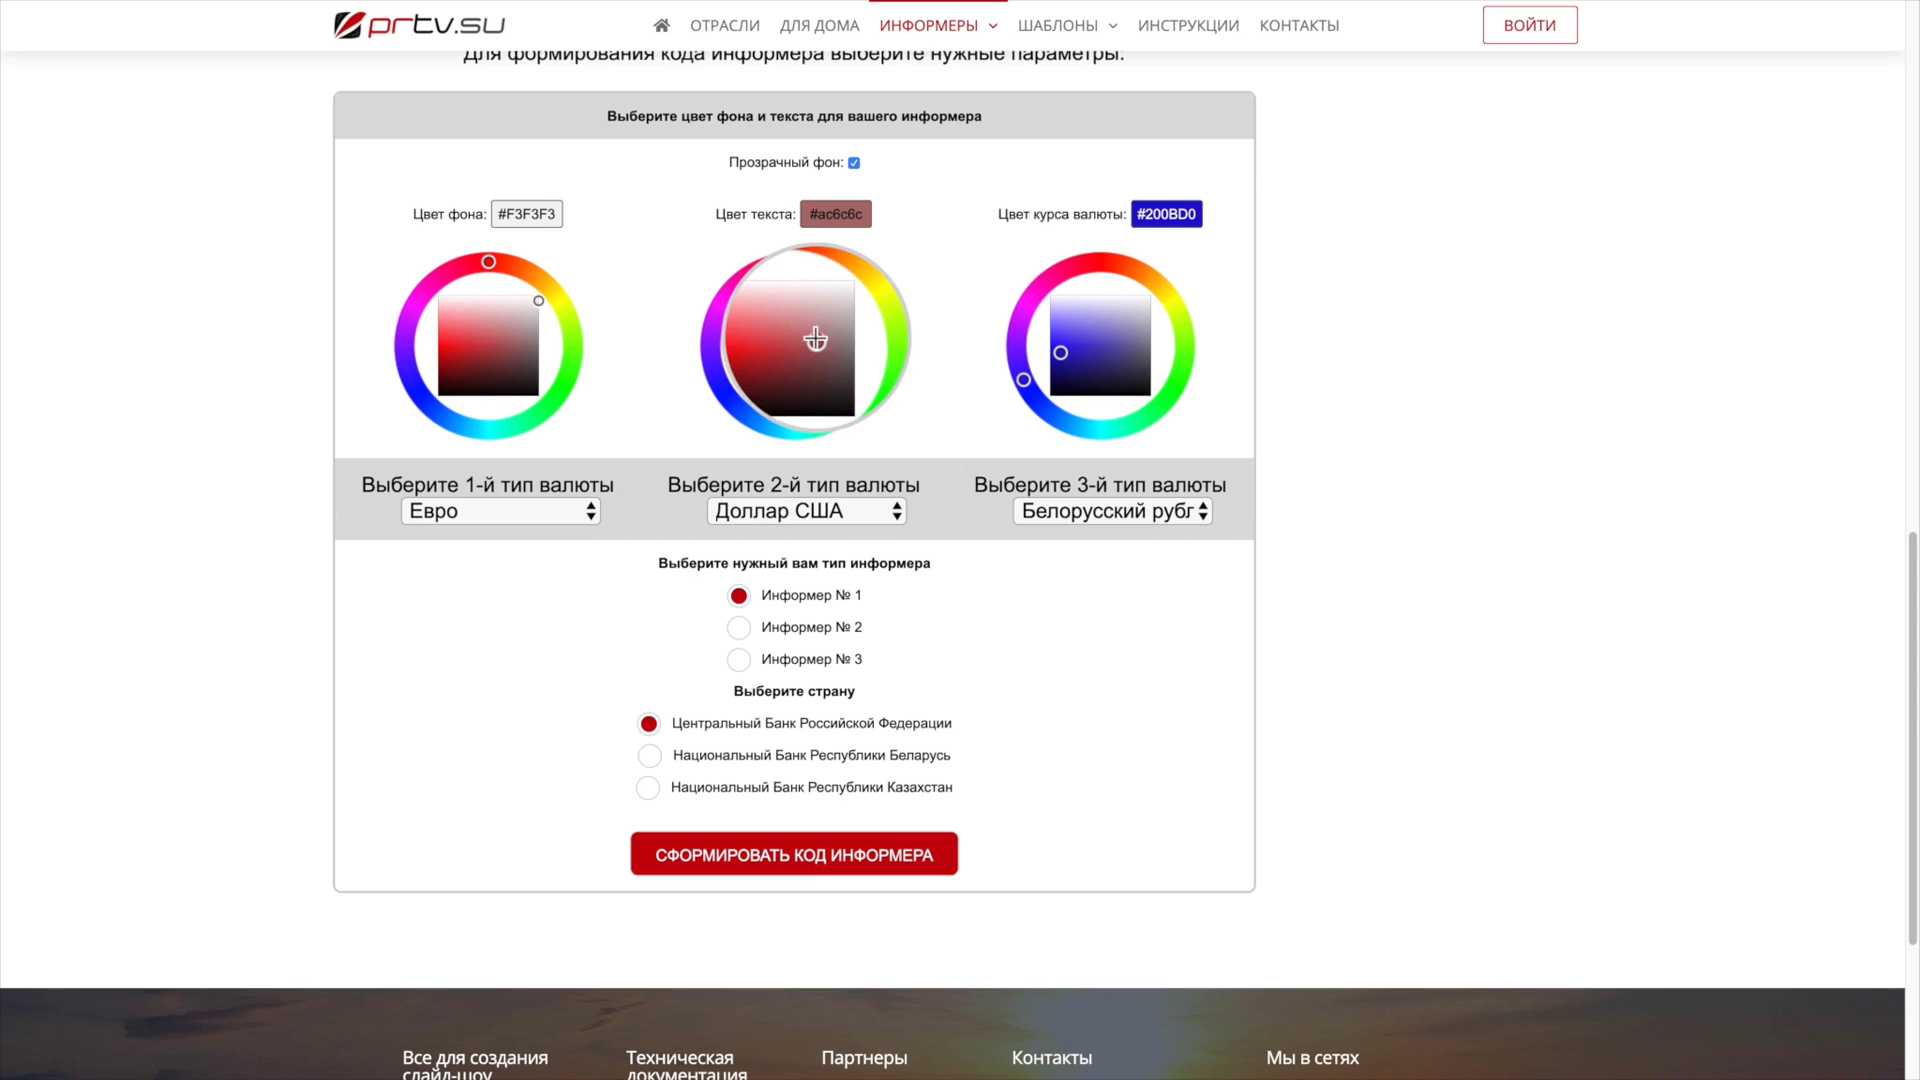 prtv.su
ОТРАСЛИ
ДЛЯ ДОМА
ИНФОРМЕРЫ
ШАБЛОНЫ
ИНСТРУКЦИИ
КОНТАКТЫ
ВОЙТИ
Для формирования кода информера выберите нужные параметры:
Выберите цвет фона и текста для вашего информера
Прозрачный фон:
Цвет фона: #F3F3F3
Цвет текста: #ac6c6c
Цвет курса валюты: #200BD0
Выберите 1-й тип валюты
Евро
Выберите 2-й тип валюты
Доллар США
Выберите 3-й тип валюты
Белорусский рубл
Выберите нужный вам тип информера
Информер № 1
Информер № 2
Информер № 3
Выберите страну
Центральный Банк Российской Федерации
Национальный Банк Республики Беларусь
Национальный Банк Республики Казахстан
СФОРМИРОВАТЬ КОД ИНФОРМЕРА
Все для создания
слайд-шоу
Техническая
документация
Партнеры
Контакты
Мы в сетях